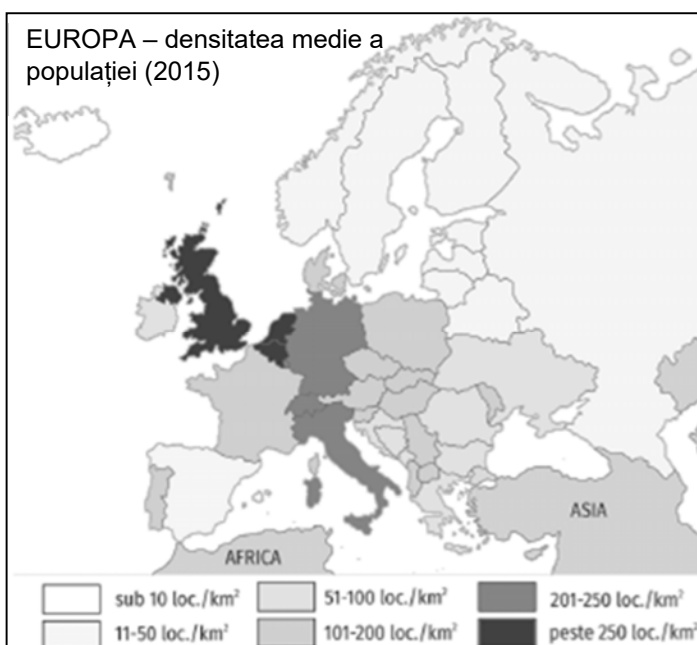 EUROPA – densitatea medie a
populației (2015)
ASIA
AFRICA
sub 10 loc./km²
51-100 loc./km²
201-250 loc./km²
11-50 loc./km²
101-200 loc./km²
peste 250 loc./km²